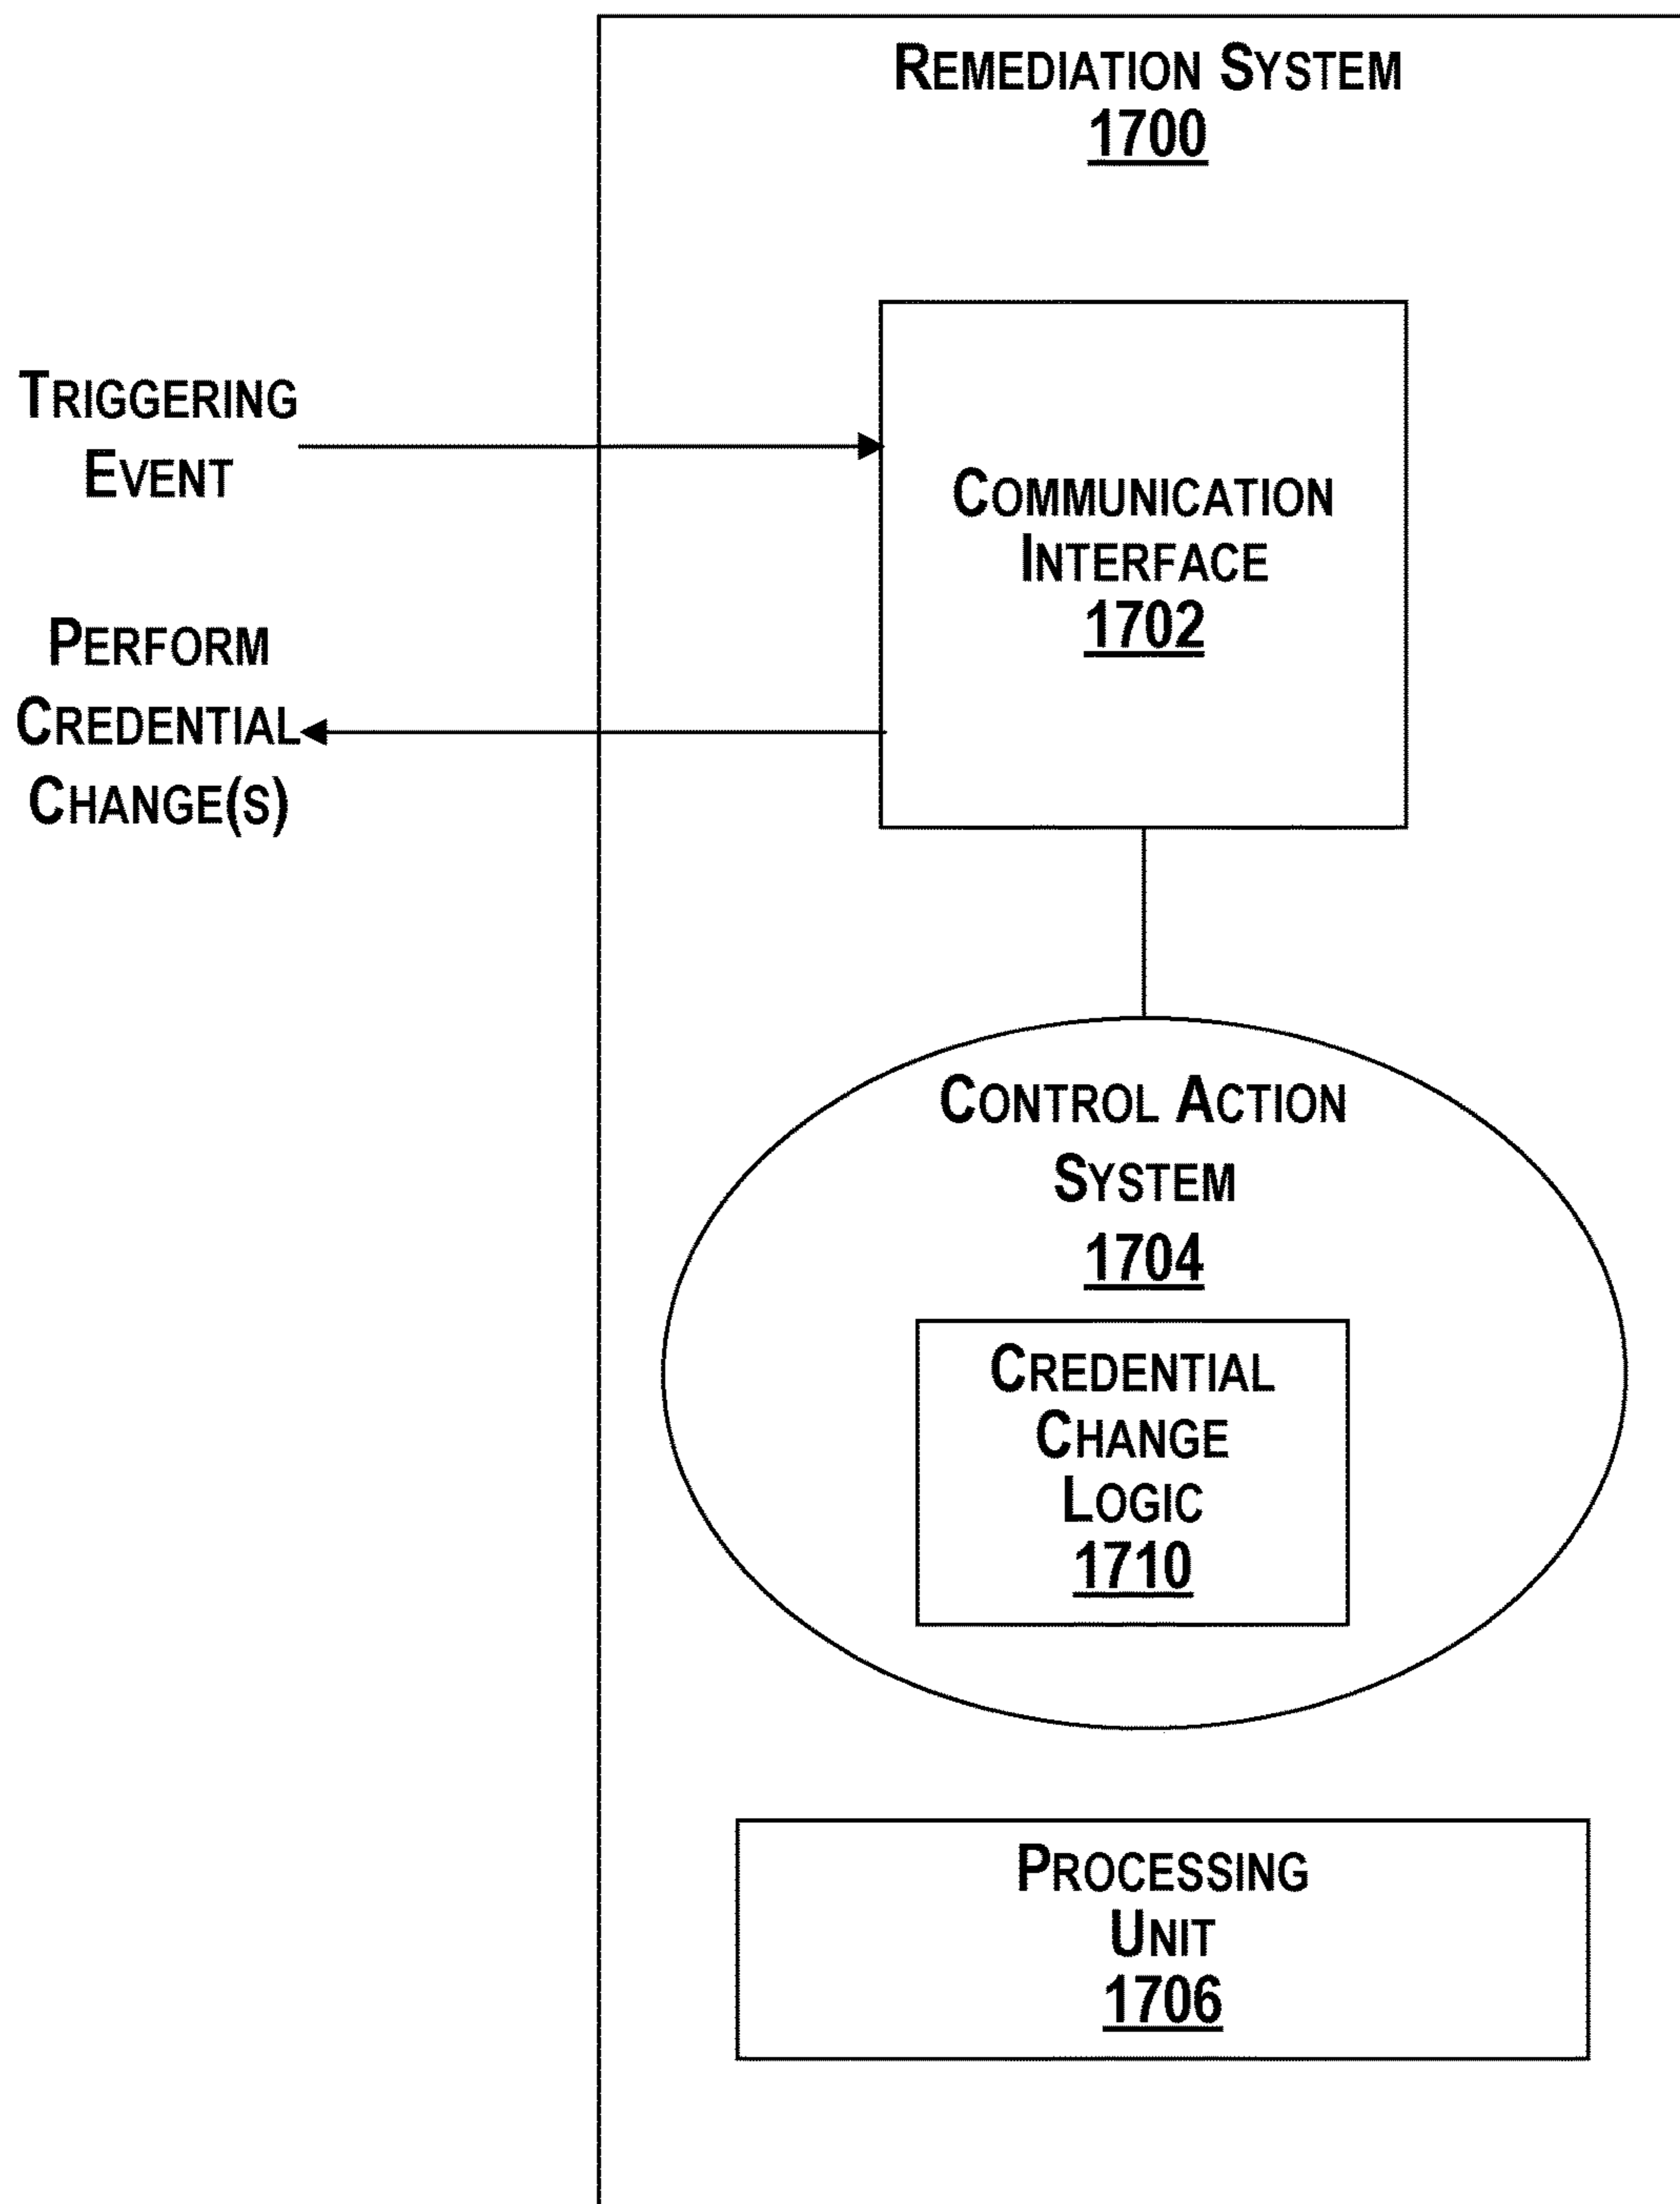 REMEDIATION SYSTEM
1700
TRIGGERING
EVENT
PERFORM
CREDENTIAL
CHANGE(S)
COMMUNICATION
INTERFACE
1702
CONTROL ACTION
SYSTEM
1704
CREDENTIAL
CHANGE
LOGIC
1710
PROCESSING
UNIT
1706